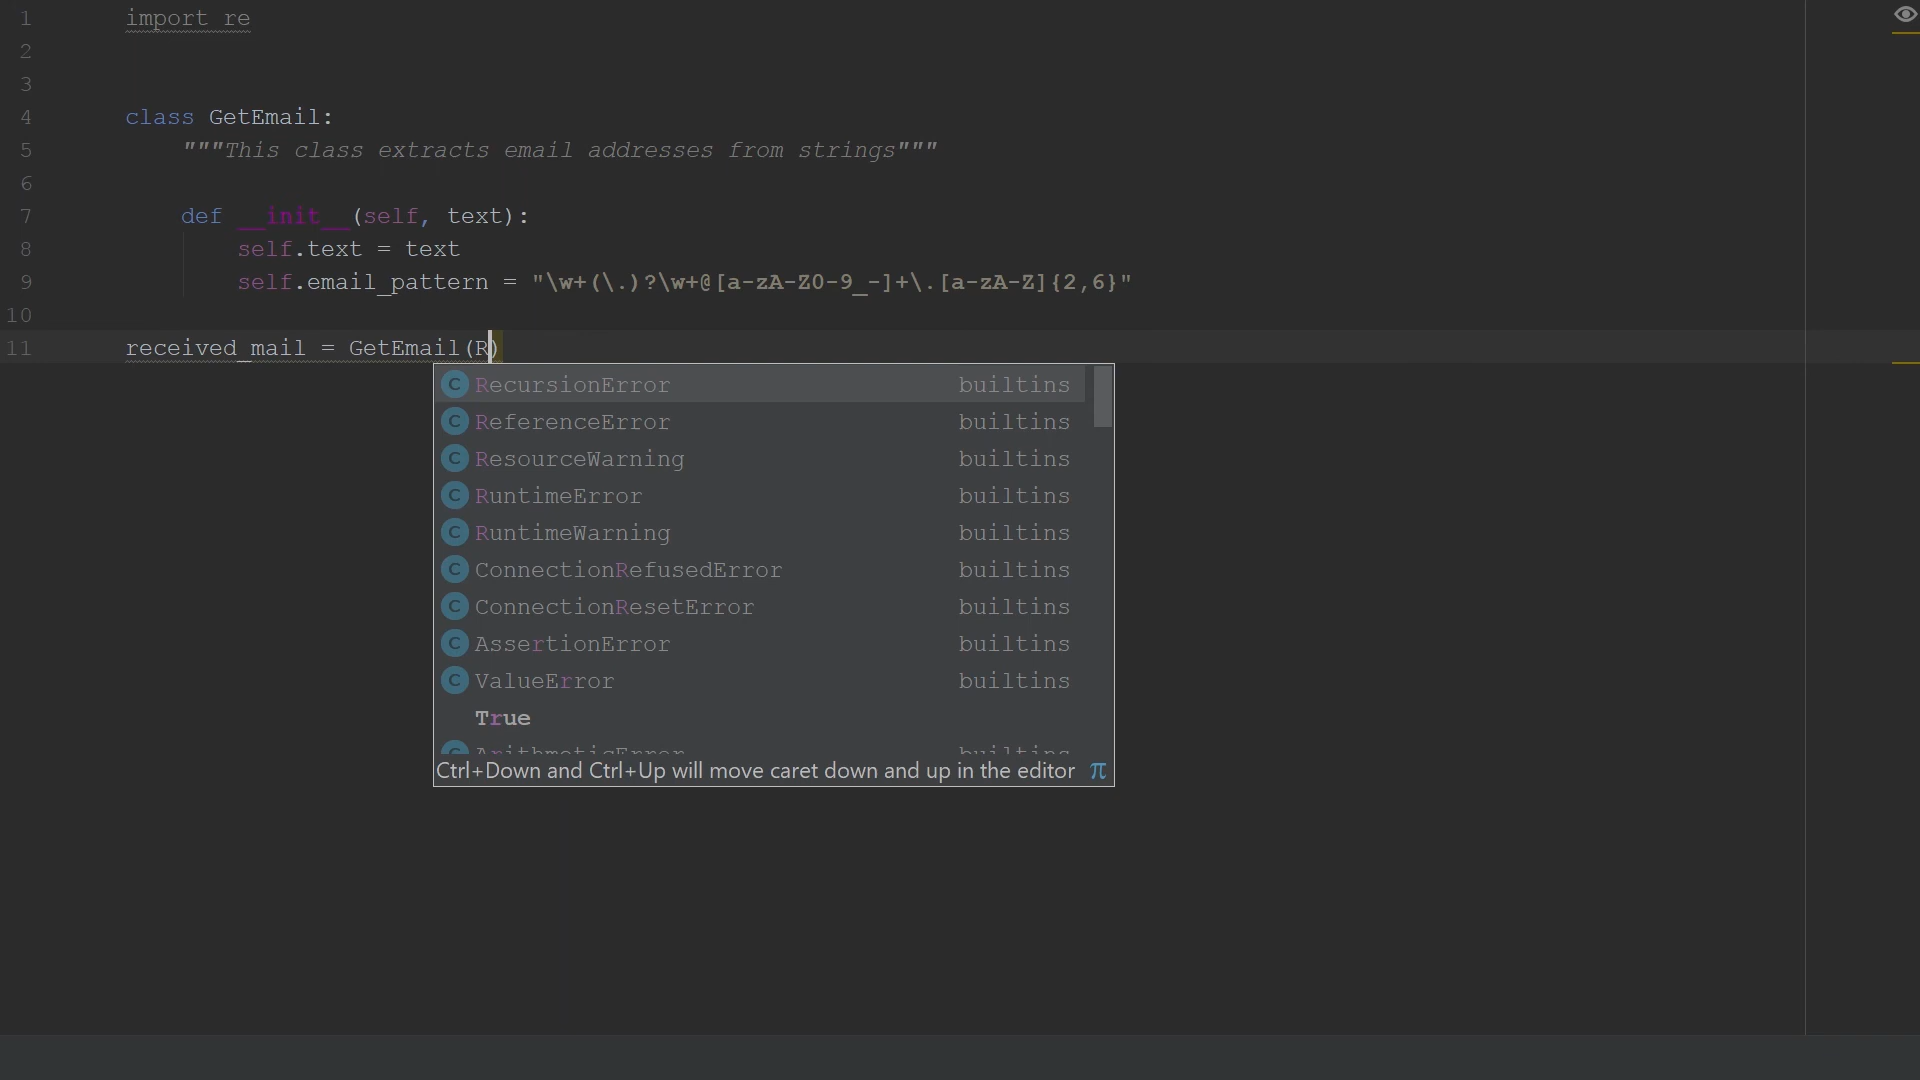 1 import re
2
3
4 class GetEmail:
5 """This class extracts email addresses from strings"""
6
7 def __init__(self, text):
8 self.text = text
9 self.email_pattern = "\w+(\.)?\w+@[a-zA-Z0-9_-]+\.[a-zA-Z]{2,6}"
10
11 received_mail = GetEmail(R)
C RecursionError builtins
C ReferenceError builtins
C ResourceWarning builtins
C RuntimeError builtins
C RuntimeWarning builtins
C ConnectionRefusedError builtins
C ConnectionResetError builtins
C AssertionError builtins
C ValueError builtins
True
C ArithmeticError builtins
Ctrl+Down and Ctrl+Up will move caret down and up in the editor π